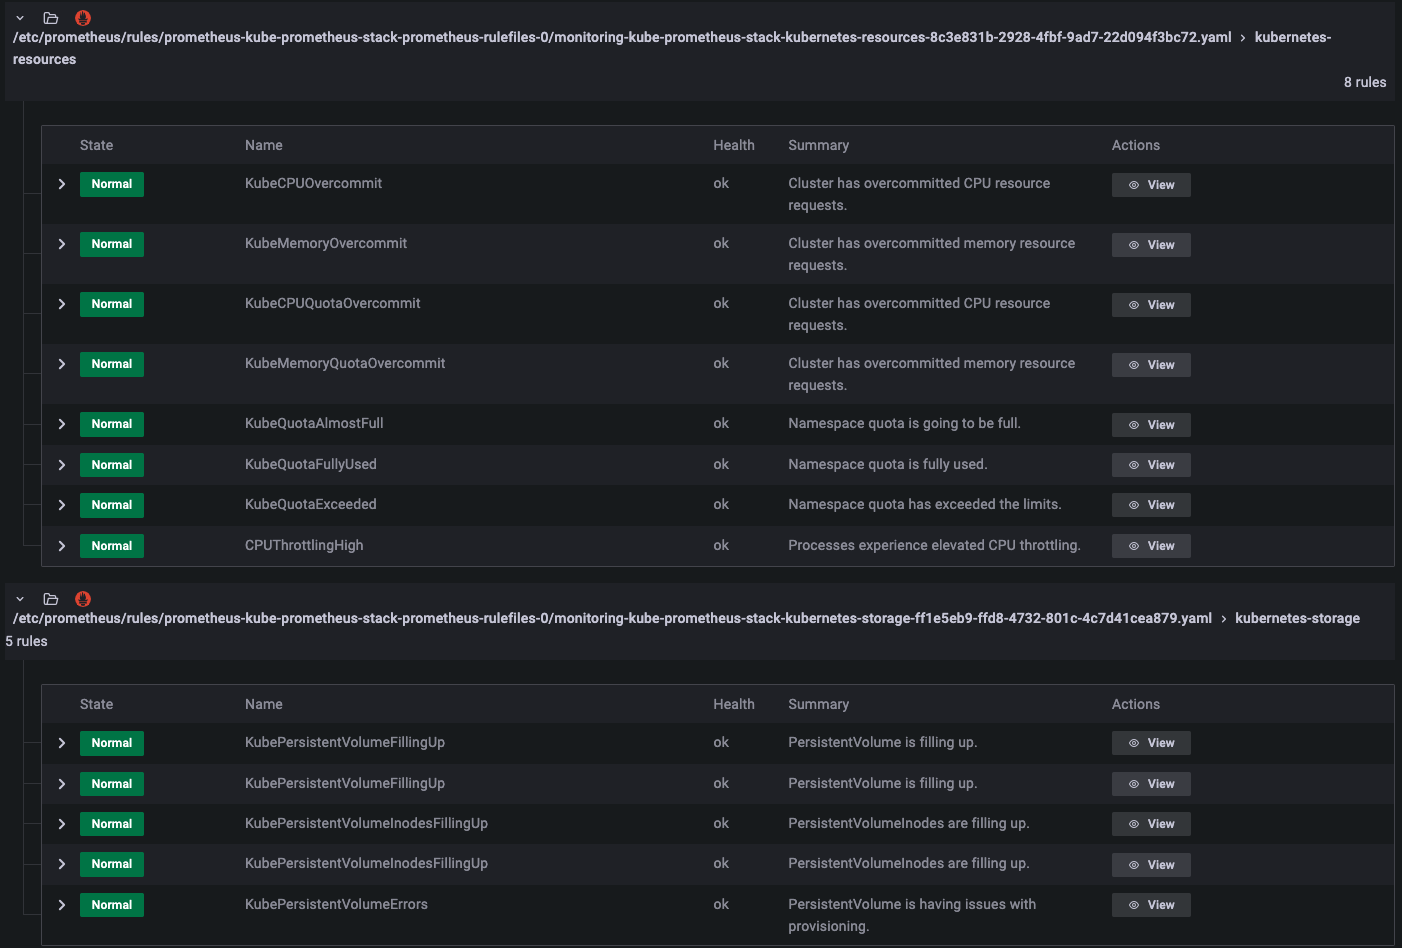 /etc/prometheus/rules/prometheus-kube-prometheus-stack-prometheus-rulefiles-0/monitoring-kube-prometheus-stack-kubernetes-resources-8c3e831b-2928-4fbf-9ad7-22d094f3bc72.yaml > kubernetes-
resources
8 rules
State Name Health Summary Actions
Normal KubeCPUOvercommit ok Cluster has overcommitted CPU resource View
requests.
Normal KubeMemoryOvercommit ok Cluster has overcommitted memory resource View
requests.
Normal KubeCPUQuotaOvercommit ok Cluster has overcommitted CPU resource View
requests.
Normal KubeMemoryQuotaOvercommit ok Cluster has overcommitted memory resource View
requests.
Normal KubeQuotaAlmostFull ok Namespace quota is going to be full. View
Normal KubeQuotaFullyUsed ok Namespace quota is fully used. View
Normal KubeQuotaExceeded ok Namespace quota has exceeded the limits. View
Normal CPUThrottlingHigh ok Processes experience elevated CPU throttling. View
/etc/prometheus/rules/prometheus-kube-prometheus-stack-prometheus-rulefiles-0/monitoring-kube-prometheus-stack-kubernetes-storage-ff1e5eb9-ffd8-4732-801c-4c7d41cea879.yaml > kubernetes-storage
5 rules
State Name Health Summary Actions
Normal KubePersistentVolumeFillingUp ok PersistentVolume is filling up. View
Normal KubePersistentVolumeFillingUp ok PersistentVolume is filling up. View
Normal KubePersistentVolumeInodesFillingUp ok PersistentVolumeInodes are filling up. View
Normal KubePersistentVolumeInodesFillingUp ok PersistentVolumeInodes are filling up. View
Normal KubePersistentVolumeErrors ok PersistentVolume is having issues with View
provisioning.